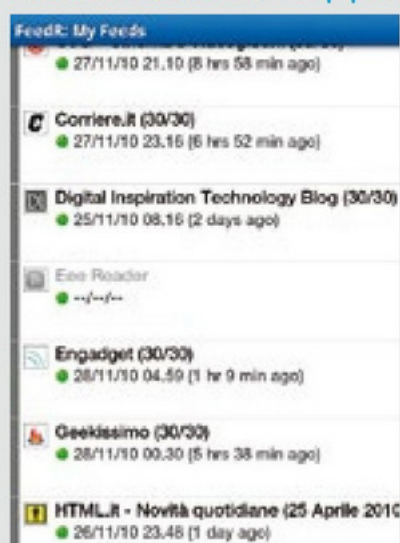 FeedR: My Feeds
27/11/10 21.10 (8 hrs 58 min ago)
Corriere.it (30/30)
27/11/10 23.16 (6 hrs 52 min ago)
Digital Inspiration Technology Blog (30/30)
25/11/10 08.16 (2 days ago)
Eee Reader
--/--/--
Engadget (30/30)
28/11/10 04.59 (1 hr 9 min ago)
Geekissimo (30/30)
28/11/10 00.30 (5 hrs 38 min ago)
HTML.it - Novità quotidiane (25 Aprile 2010
26/11/10 23.48 (1 day ago)